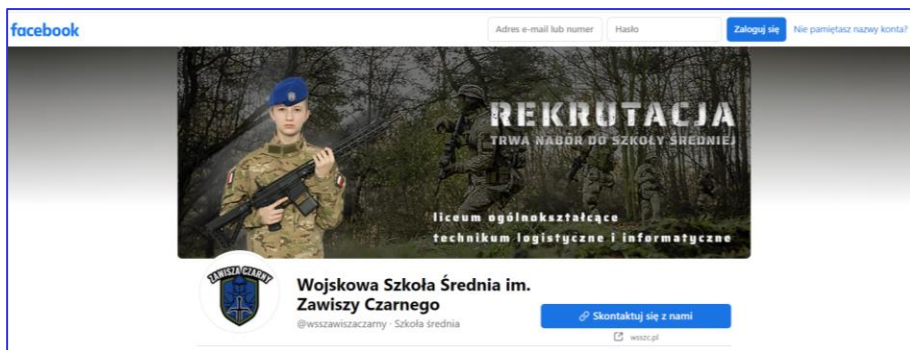 facebook
Adres e-mail lub numer
Hasło
Zaloguj się
Nie pamiętasz nazwy konta?
REKRUTACJA
TRWA NABÓR DO SZKOŁY ŚREDNIEJ
liceum ogólnokształcące
technikum logistyczne i informatyczne
ZAWISZA CZARNY
Wojskowa Szkoła Średnia im.
Zawiszy Czarnego
@wsszawiszaczarny · Szkoła średnia
Skontaktuj się z nami
wsszc.pl